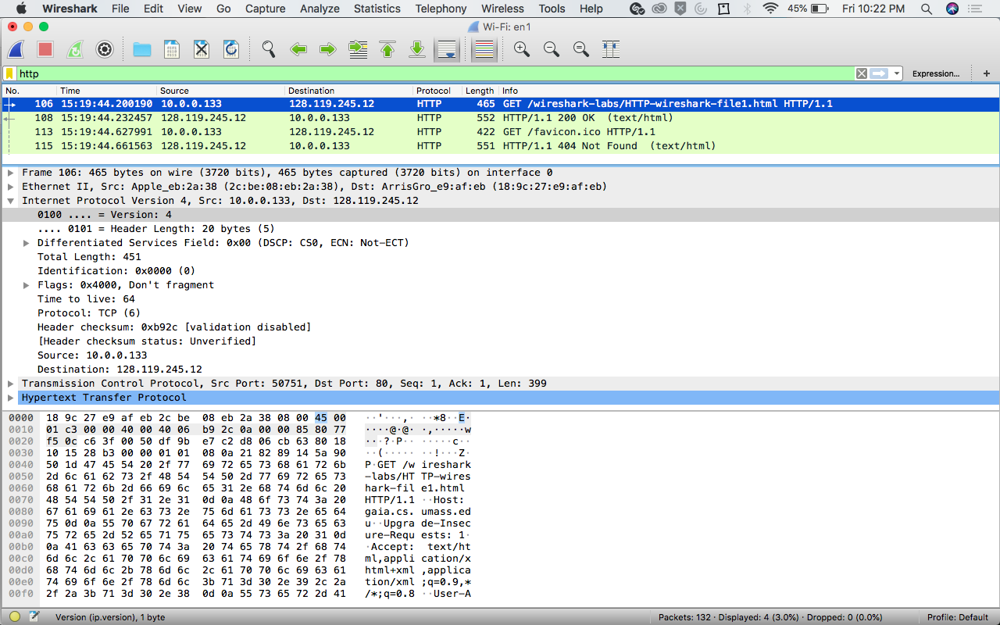 Wireshark File Edit View Go Capture Analyze Statistics Telephony Wireless Tools Help 45% Fri 10:22 PM
Wi-Fi: en1
http Expression... +
No. Time Source Destination Protocol Length Info
106 15:19:44.200190 10.0.0.133 128.119.245.12 HTTP 465 GET /wireshark-labs/HTTP-wireshark-file1.html HTTP/1.1
108 15:19:44.232457 128.119.245.12 10.0.0.133 HTTP 552 HTTP/1.1 200 OK (text/html)
113 15:19:44.627991 10.0.0.133 128.119.245.12 HTTP 422 GET /favicon.ico HTTP/1.1
115 15:19:44.661563 128.119.245.12 10.0.0.133 HTTP 551 HTTP/1.1 404 Not Found (text/html)
Frame 106: 465 bytes on wire (3720 bits), 465 bytes captured (3720 bits) on interface 0
Ethernet II, Src: Apple_eb:2a:38 (2c:be:08:eb:2a:38), Dst: ArrisGro_e9:af:eb (18:9c:27:e9:af:eb)
Internet Protocol Version 4, Src: 10.0.0.133, Dst: 128.119.245.12
0100 .... = Version: 4
.... 0101 = Header Length: 20 bytes (5)
Differentiated Services Field: 0x00 (DSCP: CS0, ECN: Not-ECT)
Total Length: 451
Identification: 0x0000 (0)
Flags: 0x4000, Don't fragment
Time to live: 64
Protocol: TCP (6)
Header checksum: 0xb92c [validation disabled]
[Header checksum status: Unverified]
Source: 10.0.0.133
Destination: 128.119.245.12
Transmission Control Protocol, Src Port: 50751, Dst Port: 80, Seq: 1, Ack: 1, Len: 399
Hypertext Transfer Protocol
0000 18 9c 27 e9 af eb 2c be 08 eb 2a 38 08 00 45 00 ··'···,· ··*8··E·
0010 01 c3 00 00 40 00 40 06 b9 2c 0a 00 00 85 80 77 ····@·@· ·,·····w
0020 f5 0c c6 3f 00 50 df 9b e7 c2 d8 06 cb 63 80 18 ···?·P·· ·····c··
0030 10 15 28 b3 00 00 01 01 08 0a 21 82 89 14 5a 90 ··(····· ··!···Z·
0040 50 1d 47 45 54 20 2f 77 69 72 65 73 68 61 72 6b P·GET /w ireshark
0050 2d 6c 61 62 73 2f 48 54 54 50 2d 77 69 72 65 73 -labs/HT TP-wires
0060 68 61 72 6b 2d 66 69 6c 65 31 2e 68 74 6d 6c 20 hark-fil e1.html
0070 48 54 54 50 2f 31 2e 31 0d 0a 48 6f 73 74 3a 20 HTTP/1.1 ··Host:
0080 67 61 69 61 2e 63 73 2e 75 6d 61 73 73 2e 65 64 gaia.cs. umass.ed
0090 75 0d 0a 55 70 67 72 61 64 65 2d 49 6e 73 65 63 u··Upgra de-Insec
00a0 75 72 65 2d 52 65 71 75 65 73 74 73 3a 20 31 0d ure-Requ ests: 1·
00b0 0a 41 63 63 65 70 74 3a 20 74 65 78 74 2f 68 74 ·Accept: text/ht
00c0 6d 6c 2c 61 70 70 6c 69 63 61 74 69 6f 6e 2f 78 ml,appli cation/x
00d0 68 74 6d 6c 2b 78 6d 6c 2c 61 70 70 6c 69 63 61 html+xml ,applica
00e0 74 69 6f 6e 2f 78 6d 6c 3b 71 3d 30 2e 39 2c 2a tion/xml ;q=0.9,*
00f0 2f 2a 3b 71 3d 30 2e 38 0d 0a 55 73 65 72 2d 41 /*;q=0.8 ··User-A
Version (ip.version), 1 byte Packets: 132 · Displayed: 4 (3.0%) · Dropped: 0 (0.0%) Profile: Default